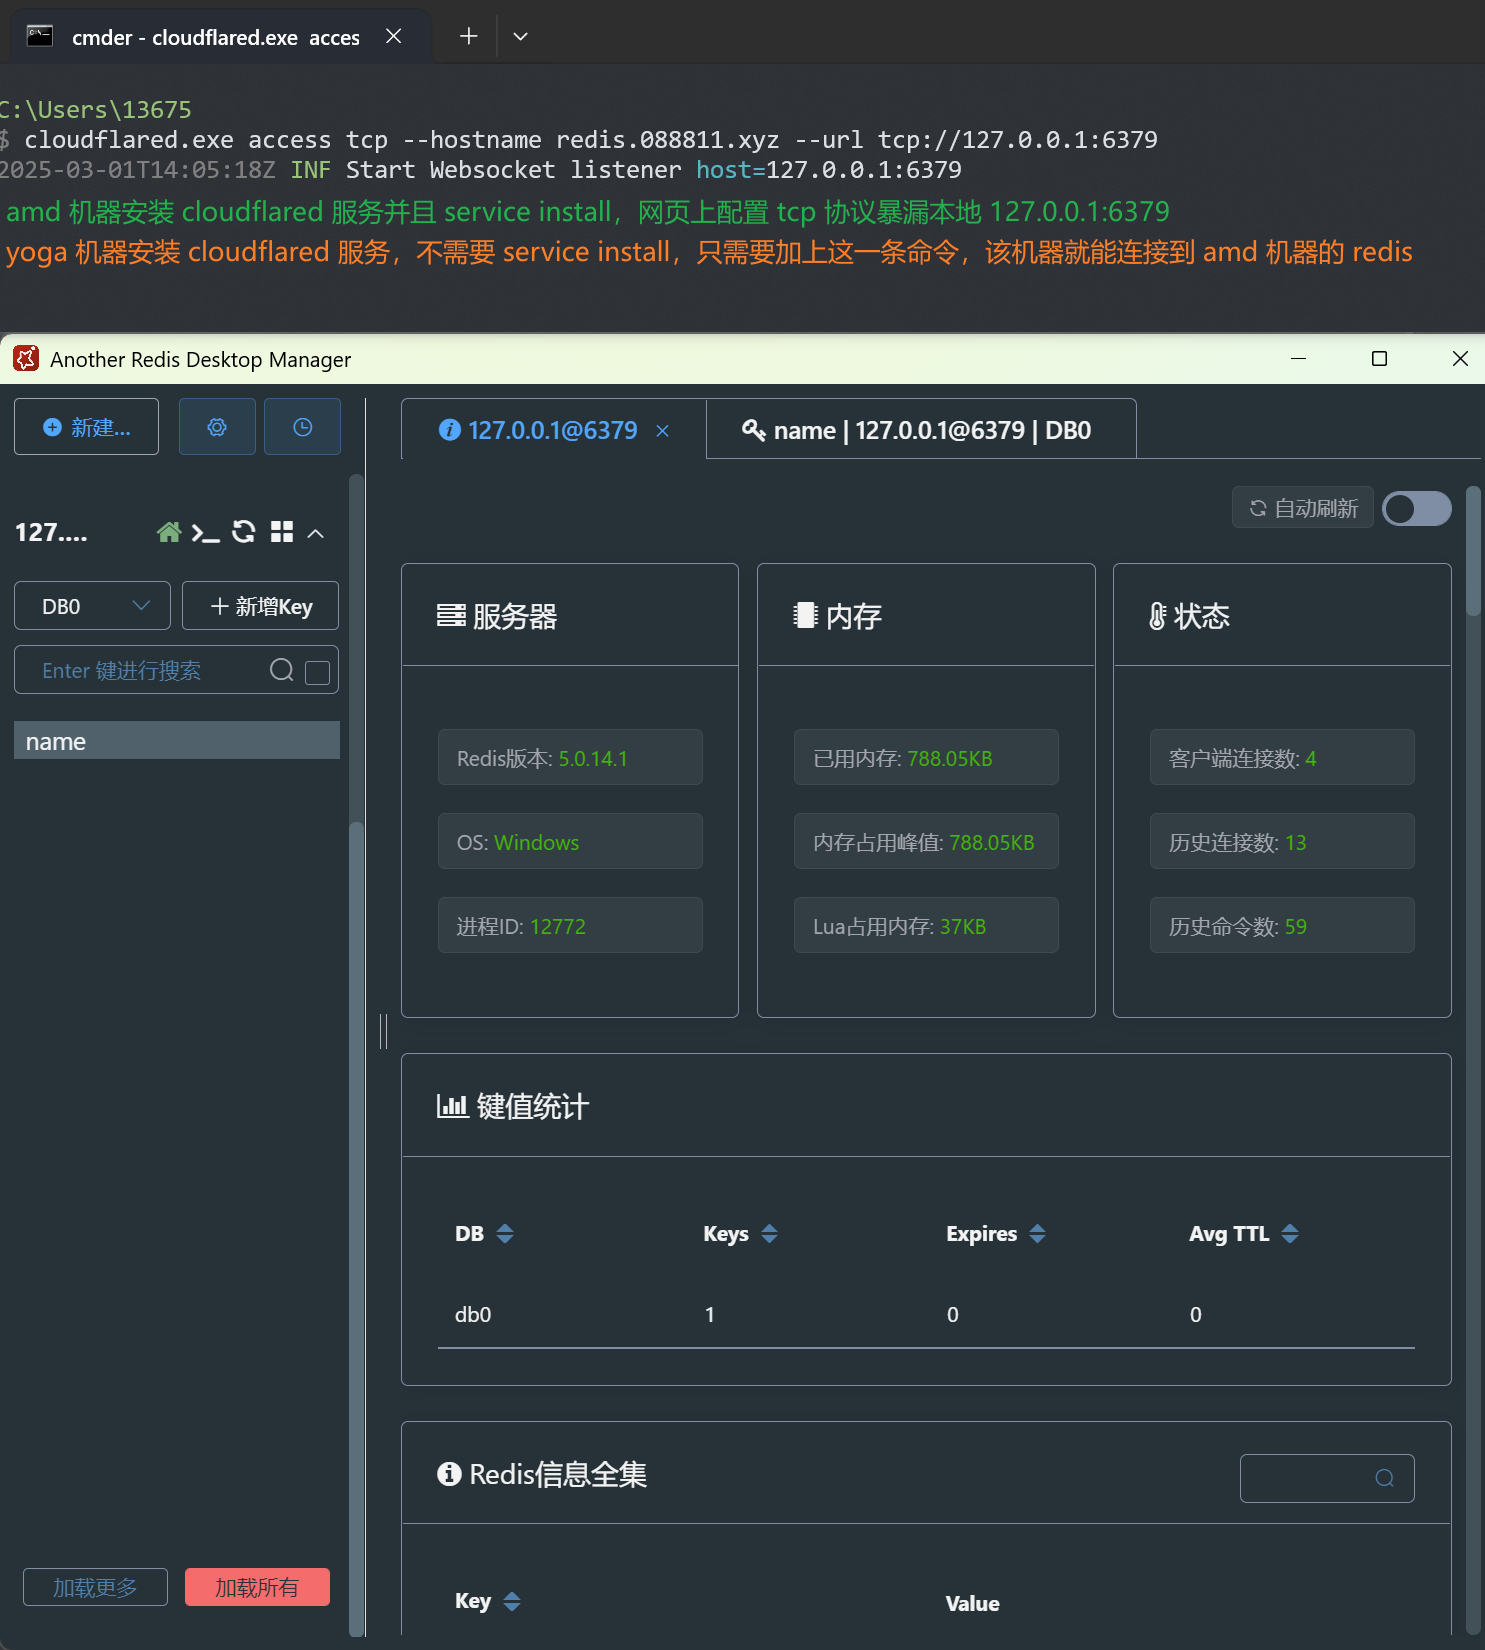 cmder - cloudflared.exe acces
C:\Users\13675
$ cloudflared.exe access tcp --hostname redis.088811.xyz --url tcp://127.0.0.1:6379
2025-03-01T14:05:18Z INF Start Websocket listener host=127.0.0.1:6379
amd 机器安装 cloudflared 服务并且 service install，网页上配置 tcp 协议暴漏本地 127.0.0.1:6379
yoga 机器安装 cloudflared 服务，不需要 service install，只需要加上这一条命令，该机器就能连接到 amd 机器的 redis
Another Redis Desktop Manager
新建...
127.0.0.1@6379
name | 127.0.0.1@6379 | DB0
自动刷新
127....
DB0
新增Key
Enter 键进行搜索
name
服务器
Redis版本: 5.0.14.1
OS: Windows
进程ID: 12772
内存
已用内存: 788.05KB
内存占用峰值: 788.05KB
Lua占用内存: 37KB
状态
客户端连接数: 4
历史连接数: 13
历史命令数: 59
键值统计
DB Keys Expires Avg TTL
db0 1 0 0
Redis信息全集
Key Value
加载更多
加载所有